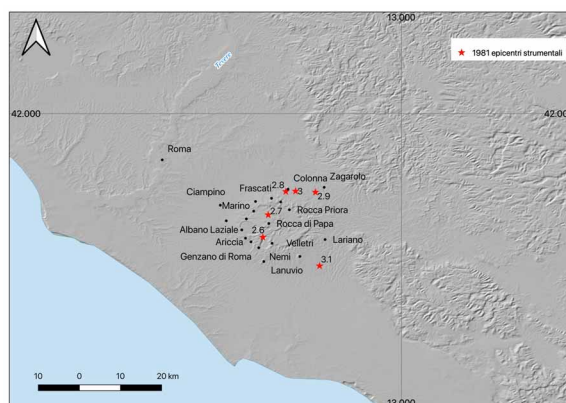 13.000
1981 epicentri strumentali
42.000
42.000
Tevere
Roma
Zagarolo
Colonna
2.8
3
2.9
Frascati
Ciampino
Marino
2.7
Rocca Priora
Rocca di Papa
Albano Laziale
2.6
Ariccia
Velletri
Lariano
Genzano di Roma
Nemi
3.1
Lanuvio
10 0 10 20 km
13.000